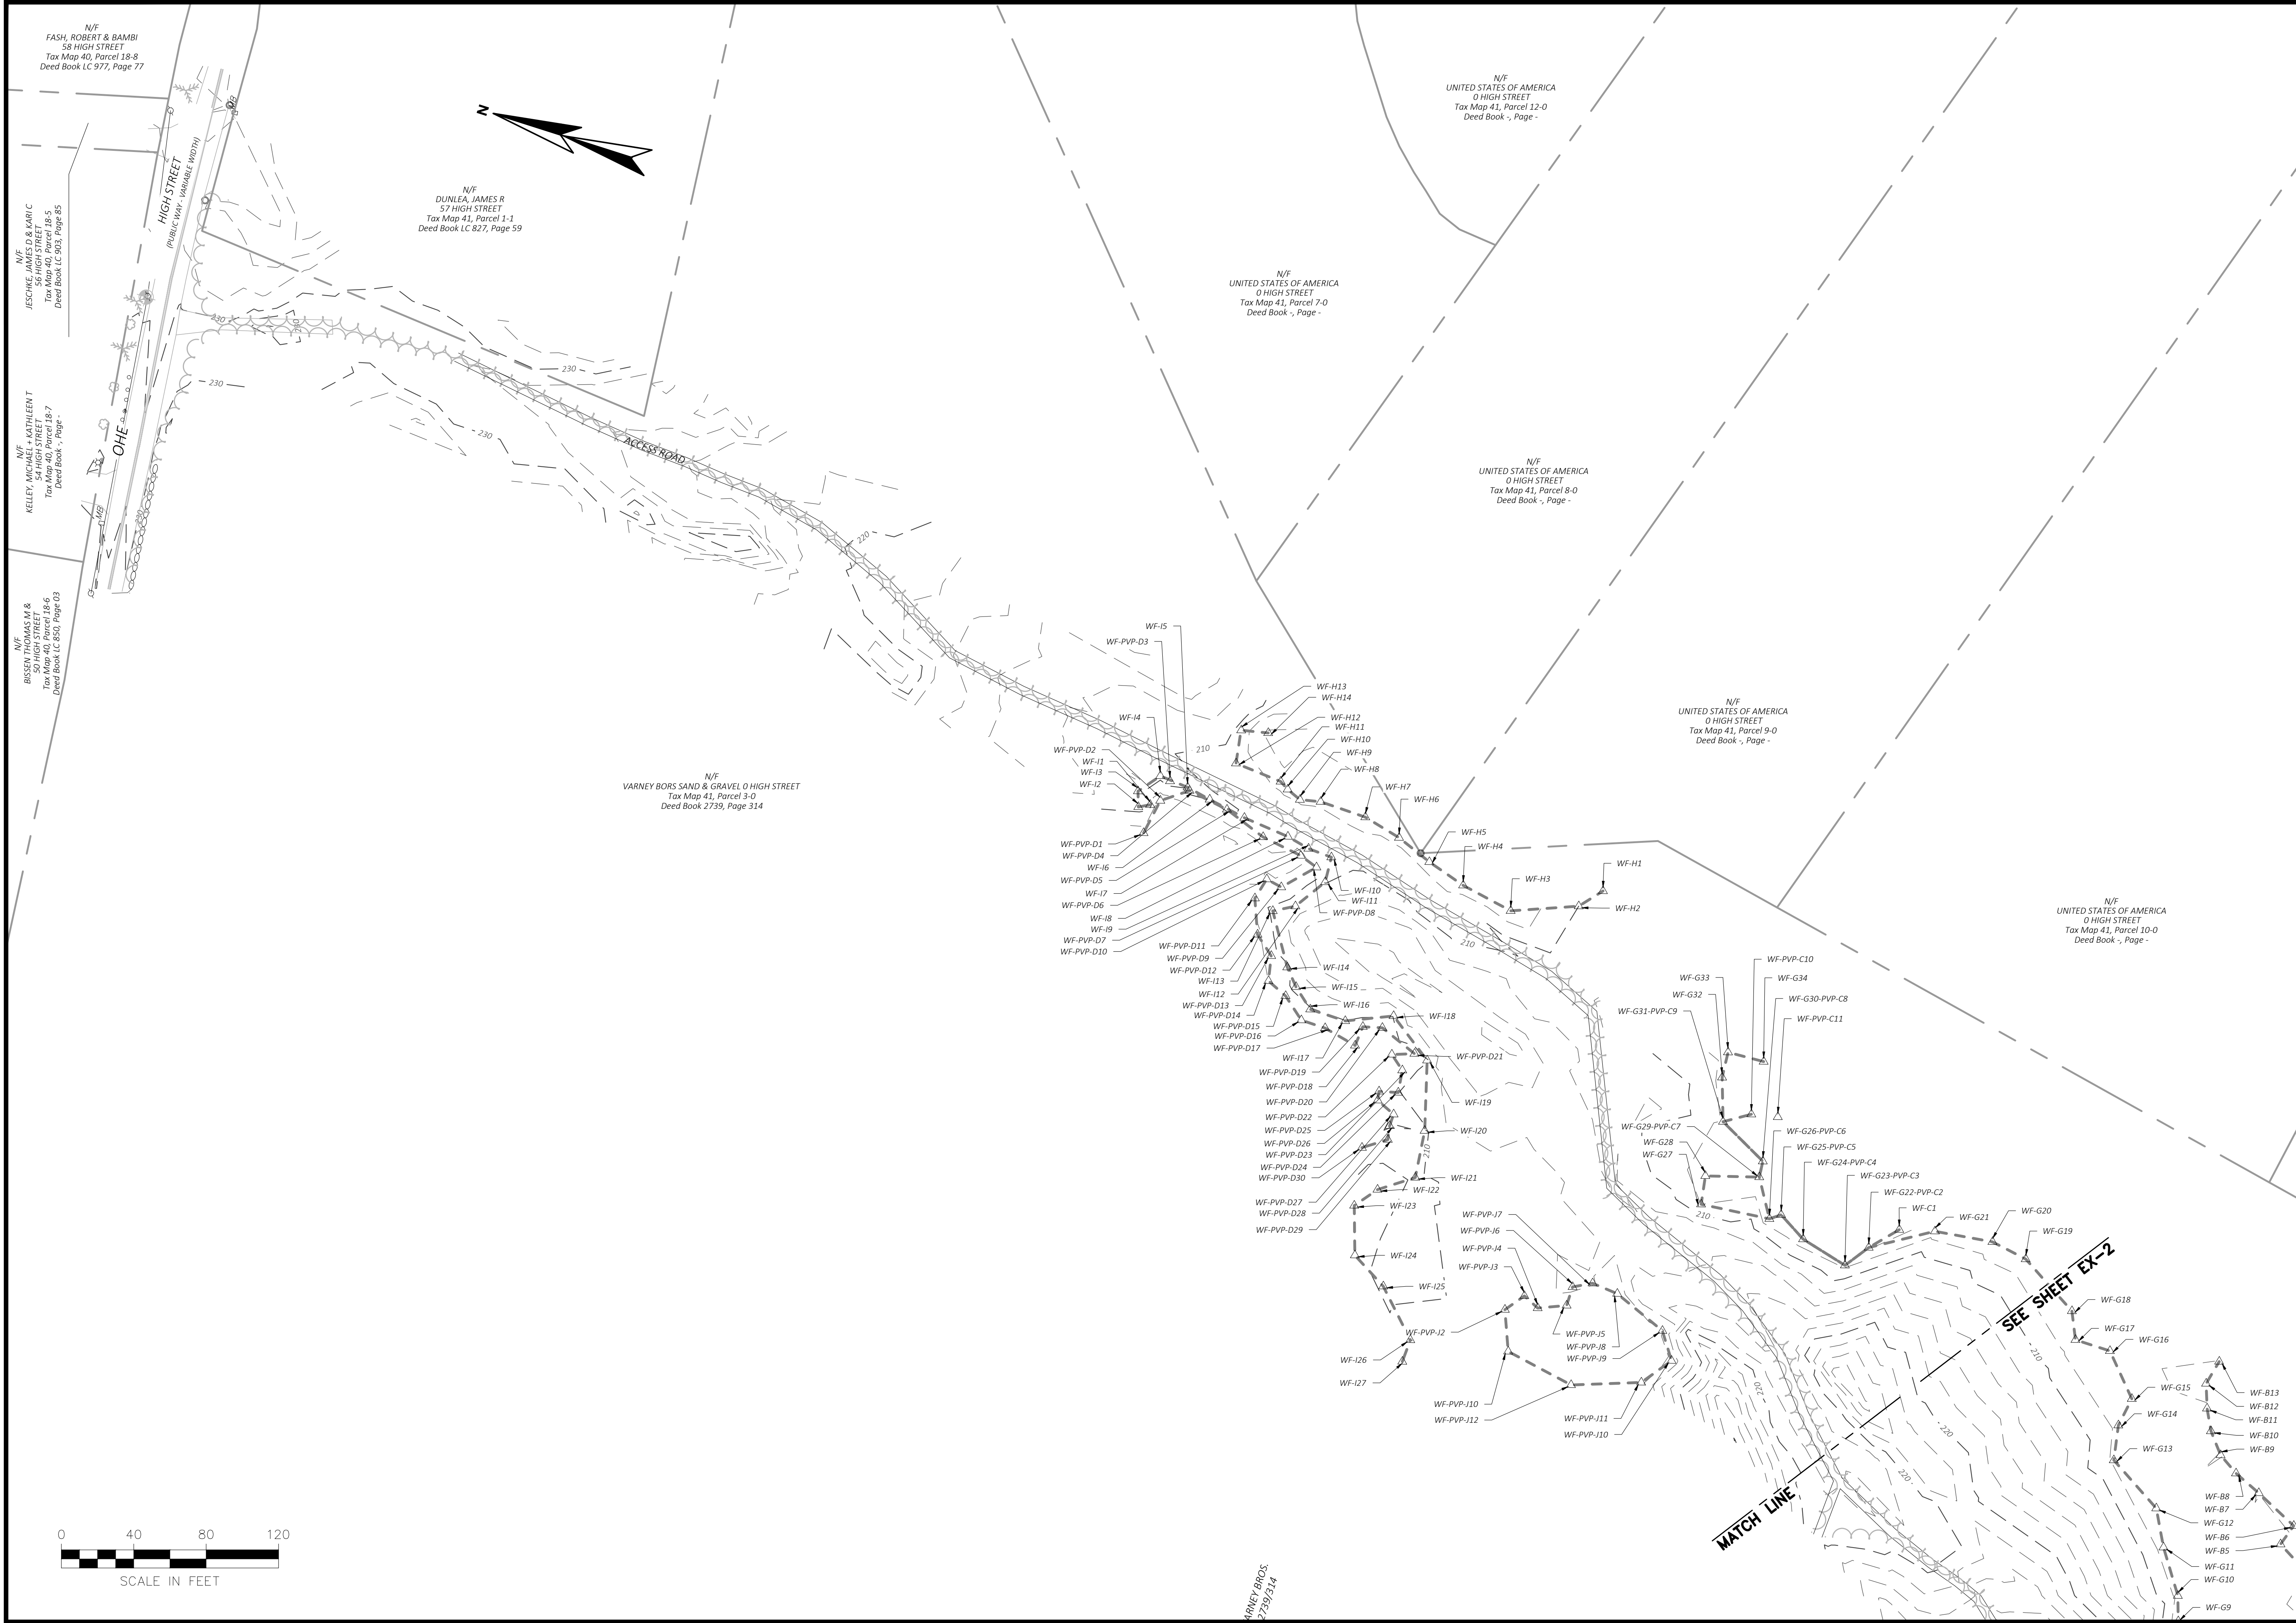 N/F
FASH, ROBERT & BAMBI
58 HIGH STREET
Tax Map 40, Parcel 18-8
Deed Book LC 977, Page 77
N/F
JESCHKE, JAMES D & KARI C
56 HIGH STREET
Tax Map 40, Parcel 18-5
Deed Book LC 903, Page 85
N/F
KELLEY, MICHAEL + KATHLEEN T
54 HIGH STREET
Tax Map 40, Parcel 18-7
Deed Book -, Page -
N/F
BISSEN THOMAS M &
50 HIGH STREET
Tax Map 40, Parcel 18-6
Deed Book LC 850, Page 03
HIGH STREET
(PUBLIC WAY - VARIABLE WIDTH)
OHE
MB
MB
N
N/F
DUNLEA, JAMES R
57 HIGH STREET
Tax Map 41, Parcel 1-1
Deed Book LC 827, Page 59
N/F
UNITED STATES OF AMERICA
0 HIGH STREET
Tax Map 41, Parcel 12-0
Deed Book -, Page -
N/F
UNITED STATES OF AMERICA
0 HIGH STREET
Tax Map 41, Parcel 7-0
Deed Book -, Page -
N/F
UNITED STATES OF AMERICA
0 HIGH STREET
Tax Map 41, Parcel 8-0
Deed Book -, Page -
N/F
UNITED STATES OF AMERICA
0 HIGH STREET
Tax Map 41, Parcel 9-0
Deed Book -, Page -
N/F
UNITED STATES OF AMERICA
0 HIGH STREET
Tax Map 41, Parcel 10-0
Deed Book -, Page -
N/F
VARNEY BORS SAND & GRAVEL 0 HIGH STREET
Tax Map 41, Parcel 3-0
Deed Book 2739, Page 314
230
230
230
230
230
230
ACCESS ROAD
220
210
210
210
210
210
220
220
220
WF-I5
WF-PVP-D3
WF-I4
WF-PVP-D2
WF-I1
WF-I3
WF-I2
WF-PVP-D1
WF-PVP-D4
WF-I6
WF-PVP-D5
WF-I7
WF-PVP-D6
WF-I8
WF-I9
WF-PVP-D7
WF-PVP-D10
WF-H13
WF-H14
WF-H12
WF-H11
WF-H10
WF-H9
WF-H8
WF-H7
WF-H6
WF-H5
WF-H4
WF-H3
WF-H1
WF-H2
WF-I10
WF-I11
WF-PVP-D8
WF-PVP-D11
WF-PVP-D9
WF-PVP-D12
WF-I13
WF-I12
WF-PVP-D13
WF-PVP-D14
WF-PVP-D15
WF-PVP-D16
WF-PVP-D17
WF-I14
WF-I15
WF-I16
WF-I18
WF-I17
WF-PVP-D19
WF-PVP-D18
WF-PVP-D20
WF-PVP-D22
WF-PVP-D25
WF-PVP-D26
WF-PVP-D23
WF-PVP-D24
WF-PVP-D30
WF-PVP-D27
WF-PVP-D28
WF-PVP-D29
WF-PVP-D21
WF-I19
WF-I20
WF-I21
WF-I22
WF-I23
WF-I24
WF-I25
WF-I26
WF-I27
WF-PVP-J7
WF-PVP-J6
WF-PVP-J4
WF-PVP-J3
WF-PVP-J2
WF-PVP-J5
WF-PVP-J8
WF-PVP-J9
WF-PVP-J10
WF-PVP-J12
WF-PVP-J11
WF-PVP-J10
WF-PVP-C10
WF-G33
WF-G34
WF-G32
WF-G30-PVP-C8
WF-G31-PVP-C9
WF-PVP-C11
WF-G29-PVP-C7
WF-G26-PVP-C6
WF-G28
WF-G25-PVP-C5
WF-G27
WF-G24-PVP-C4
WF-G23-PVP-C3
WF-G22-PVP-C2
WF-C1
WF-G21
WF-G20
WF-G19
WF-G18
WF-G17
WF-G16
WF-G15
WF-G14
WF-G13
WF-B13
WF-B12
WF-B11
WF-B10
WF-B9
WF-B8
WF-B7
WF-G12
WF-B6
WF-B5
WF-G11
WF-G10
WF-G9
SEE SHEET EX-2
MATCH LINE
ARNEY BROS.
2739/314
0 40 80 120
SCALE IN FEET